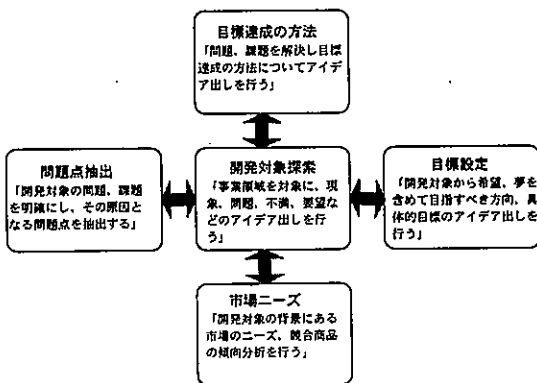 目標達成の方法
「問題、課題を解決し目標
達成の方法についてアイデ
ア出しを行う」
問題点抽出
「開発対象の問題、課題
を明確にし、その原因と
なる問題点を抽出する」
開発対象探索
「事業領域を対象に、現
象、問題、不満、要望な
どのアイデア出しを行
う」
目標設定
「開発対象から希望、夢を
含めて目指すべき方向、具
体的目標のアイデア出しを
行う」
市場ニーズ
「開発対象の背景にある
市場のニーズ、競合商品
の傾向分析を行う」